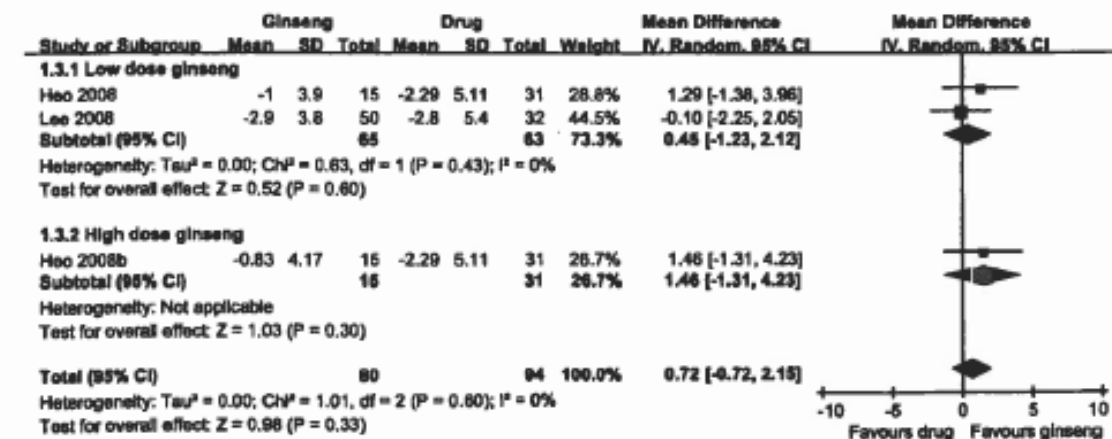 Ginseng Drug Mean Difference Mean Difference
Study or Subgroup Mean SD Total Mean SD Total Weight IV, Random, 95% CI IV, Random, 95% CI
1.3.1 Low dose ginseng
Heo 2008 -1 3.9 15 -2.29 5.11 31 28.8% 1.29 [-1.38, 3.96]
Lee 2008 -2.9 3.8 50 -2.8 5.4 32 44.5% -0.10 [-2.25, 2.05]
Subtotal (95% CI) 65 63 73.3% 0.45 [-1.23, 2.12]
Heterogeneity: Tau² = 0.00; Chi² = 0.63, df = 1 (P = 0.43); I² = 0%
Test for overall effect: Z = 0.52 (P = 0.60)
1.3.2 High dose ginseng
Heo 2008b -0.83 4.17 15 -2.29 5.11 31 26.7% 1.46 [-1.31, 4.23]
Subtotal (95% CI) 15 31 26.7% 1.46 [-1.31, 4.23]
Heterogeneity: Not applicable
Test for overall effect: Z = 1.03 (P = 0.30)
Total (95% CI) 80 94 100.0% 0.72 [-0.72, 2.15]
Heterogeneity: Tau² = 0.00; Chi² = 1.01, df = 2 (P = 0.60); I² = 0%
Test for overall effect: Z = 0.98 (P = 0.33)
-10 -5 0 5 10
Favours drug Favours ginseng